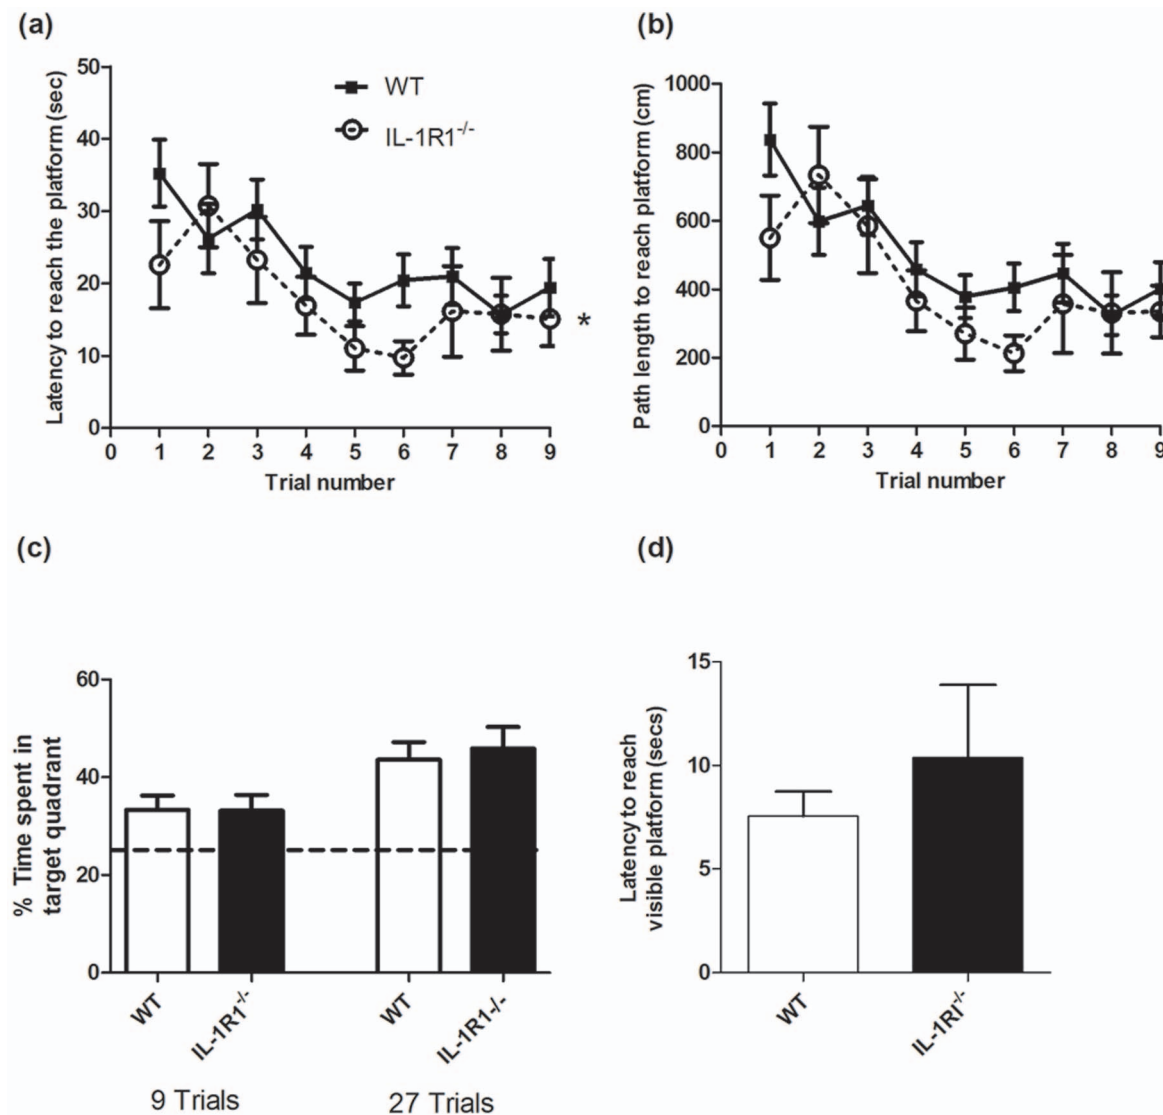 (a)
Latency to reach the platform (sec)
50
40
30
20
10
0
WT
IL-1R1-/-
*
0 1 2 3 4 5 6 7 8 9
Trial number
(b)
Path length to reach platform (cm)
1000
800
600
400
200
0
0 1 2 3 4 5 6 7 8 9
Trial number
(c)
% Time spent in
target quadrant
60
40
20
0
WT
IL-1R1-/-
WT
IL-1R1-/-
9 Trials
27 Trials
(d)
Latency to reach
visible platform (secs)
15
10
5
0
WT
IL-1RI-/-